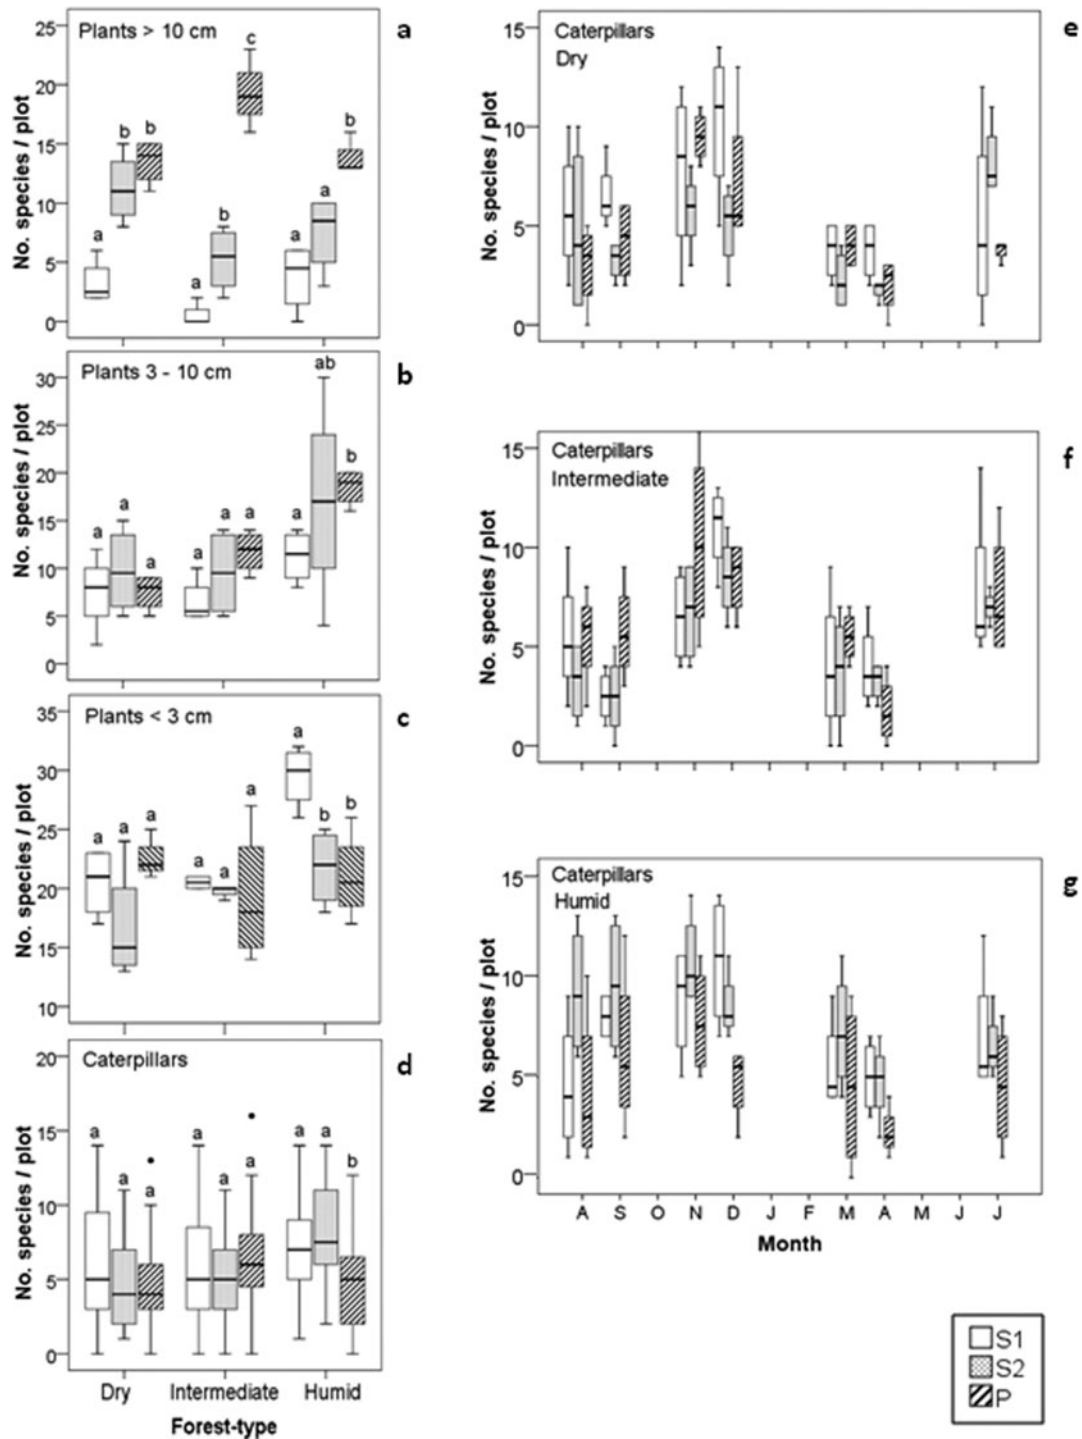 a
Plants > 10 cm
No. species / plot
25
20
15
10
5
0
a
b
b
a
b
c
a
a
b
b
Plants 3 - 10 cm
No. species / plot
30
25
20
15
10
5
0
a
a
a
a
a
a
a
ab
b
c
Plants < 3 cm
No. species / plot
35
30
25
20
15
10
a
a
a
a
a
a
a
b
b
d
Caterpillars
No. species / plot
20
15
10
5
0
a
a
a
a
a
a
a
a
b
Dry Intermediate Humid
Forest-type
e
Caterpillars
Dry
No. species / plot
15
10
5
0
f
Caterpillars
Intermediate
No. species / plot
15
10
5
0
g
Caterpillars
Humid
No. species / plot
15
10
5
0
A S O N D J F M A M J J
Month
S1
S2
P